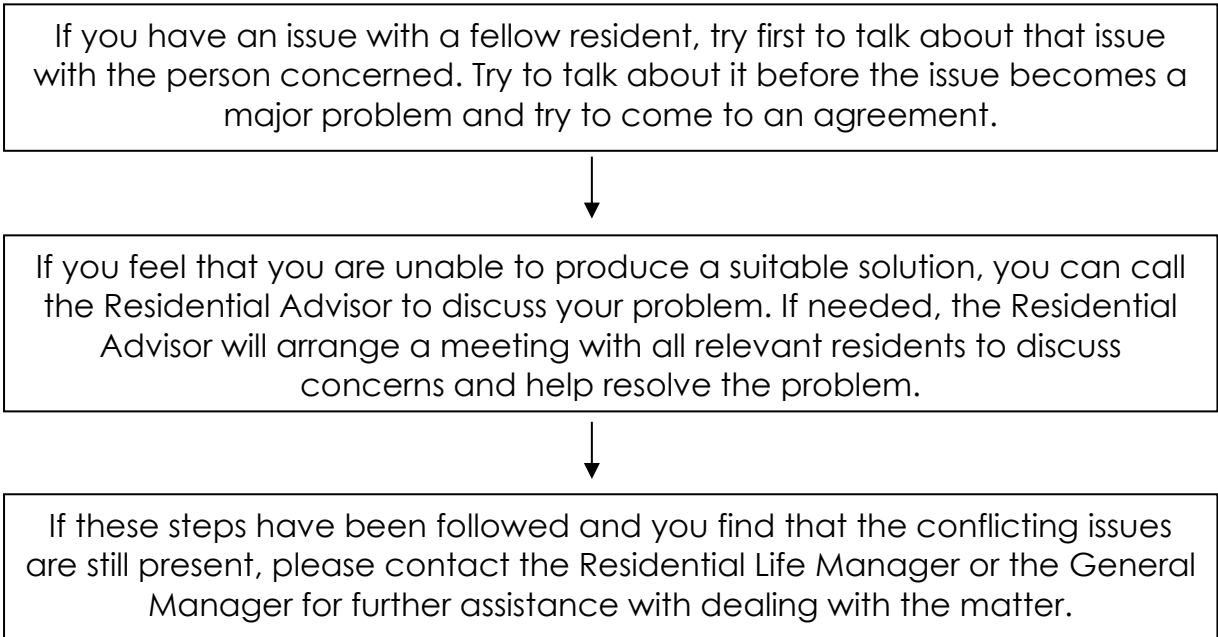 If you have an issue with a fellow resident, try first to talk about that issue
with the person concerned. Try to talk about it before the issue becomes a
major problem and try to come to an agreement.
If you feel that you are unable to produce a suitable solution, you can call
the Residential Advisor to discuss your problem. If needed, the Residential
Advisor will arrange a meeting with all relevant residents to discuss
concerns and help resolve the problem.
If these steps have been followed and you find that the conflicting issues
are still present, please contact the Residential Life Manager or the General
Manager for further assistance with dealing with the matter.